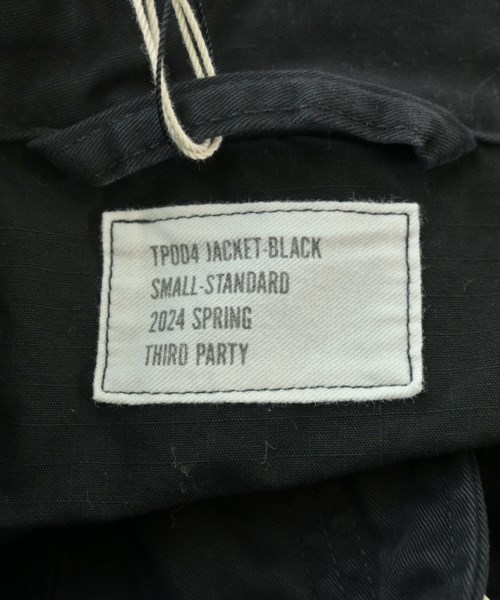 TP004 JACKET-BLACK
SMALL-STANDARD
2024 SPRING
THIRD PARTY